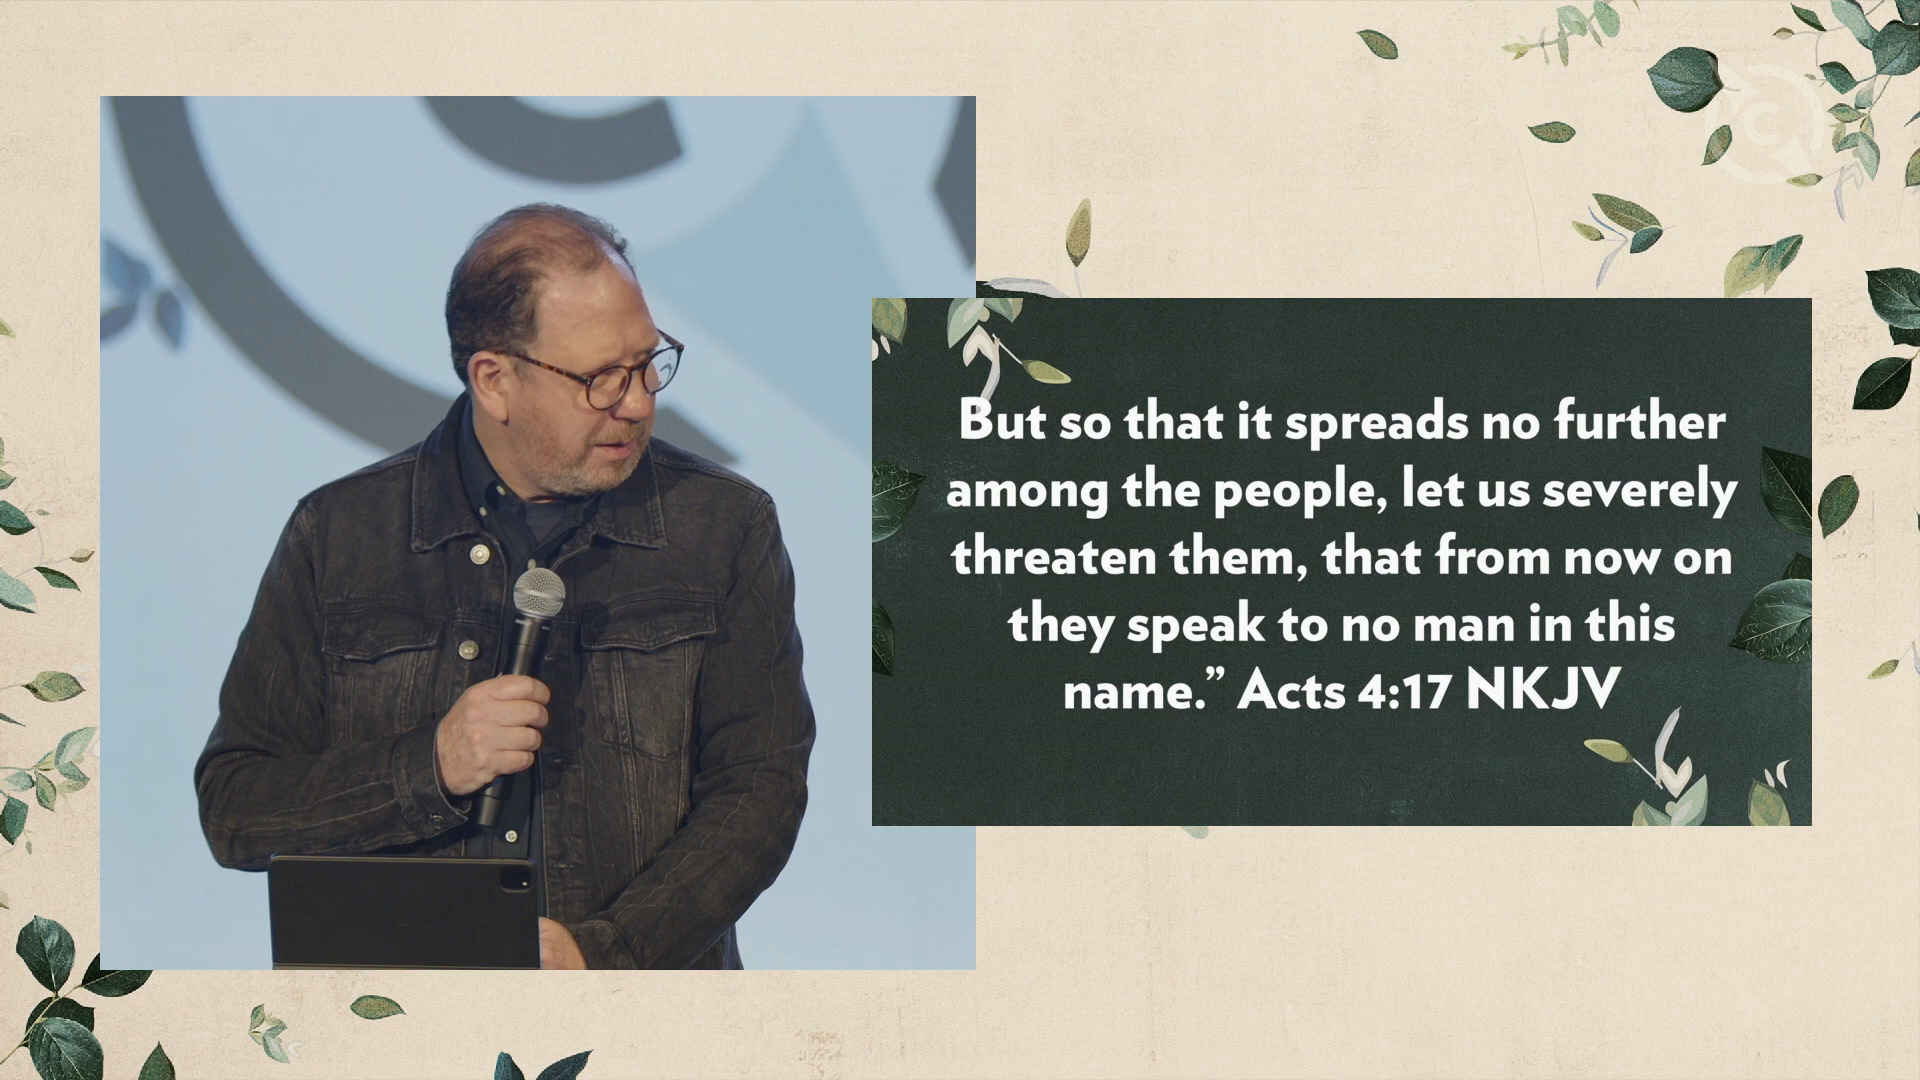 But so that it spreads no further
among the people, let us severely
threaten them, that from now on
they speak to no man in this
name.” Acts 4:17 NKJV